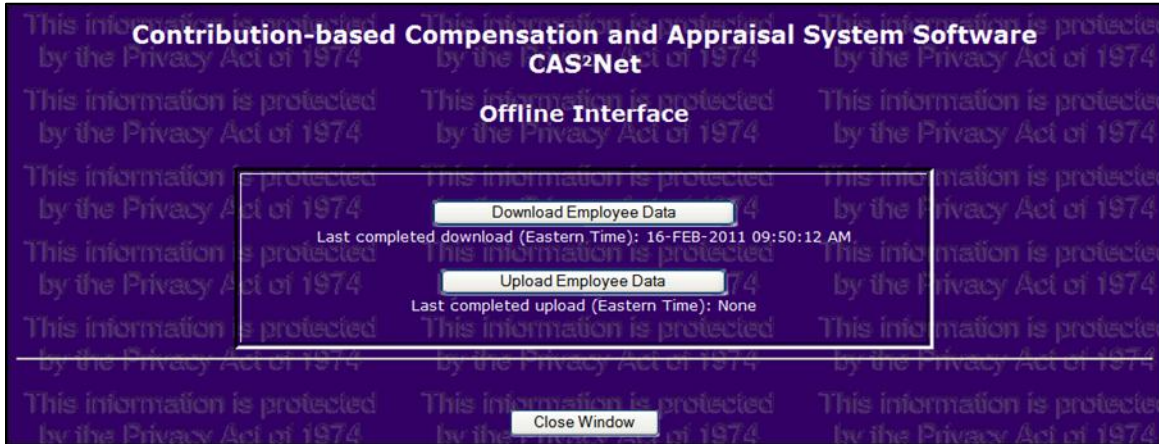 Contribution-based Compensation and Appraisal System Software
CAS²Net
Offline Interface
Download Employee Data
Last completed download (Eastern Time): 16-FEB-2011 09:50:12 AM
Upload Employee Data
Last completed upload (Eastern Time): None
Close Window
This information is protected
by the Privacy Act of 1974